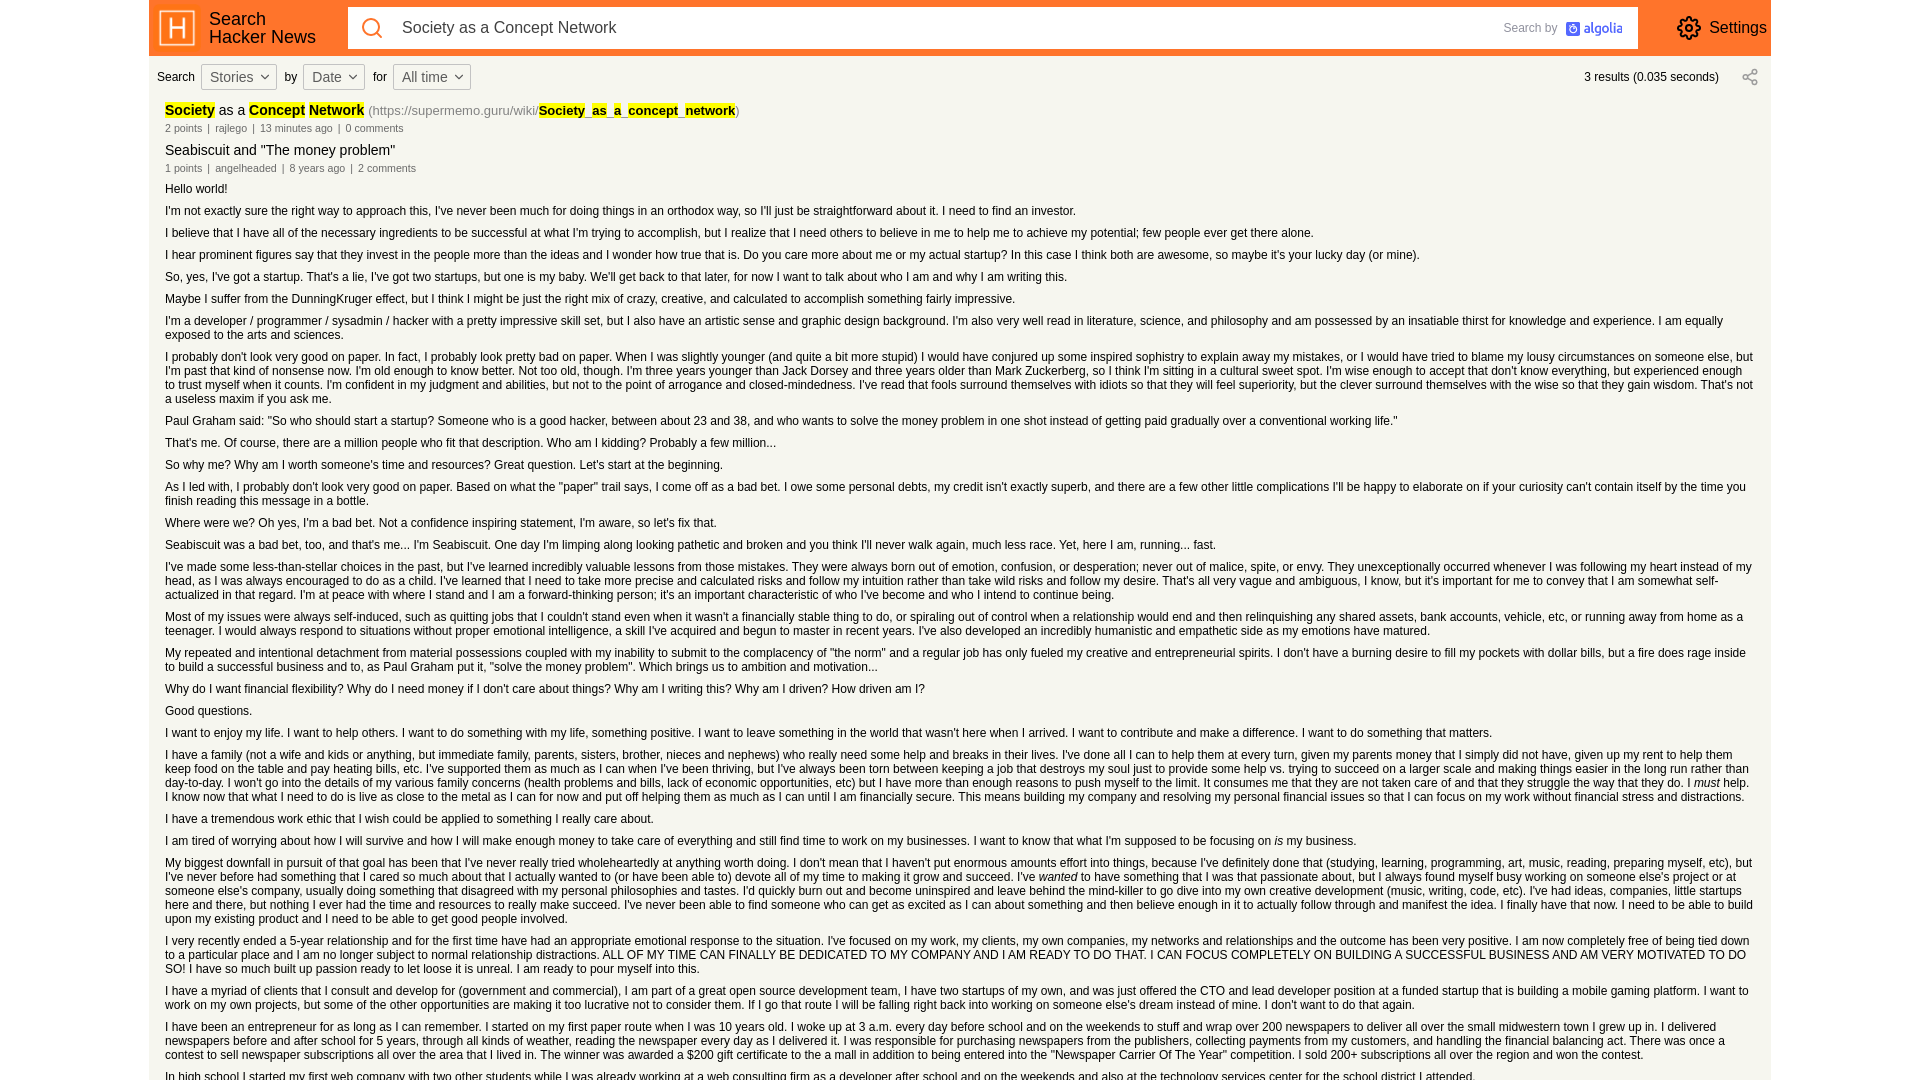 Search
Hacker News
Society as a Concept Network
Search by algolia
Settings
Search Stories by Date for All time 3 results (0.035 seconds)
Society as a Concept Network (https://supermemo.guru/wiki/Society_as_a_concept_network)
2 points | rajlego | 13 minutes ago | 0 comments
Seabiscuit and "The money problem"
1 points | angelheaded | 8 years ago | 2 comments
Hello world!
I'm not exactly sure the right way to approach this, I've never been much for doing things in an orthodox way, so I'll just be straightforward about it. I need to find an investor.
I believe that I have all of the necessary ingredients to be successful at what I'm trying to accomplish, but I realize that I need others to believe in me to help me to achieve my potential; few people ever get there alone.
I hear prominent figures say that they invest in the people more than the ideas and I wonder how true that is. Do you care more about me or my actual startup? In this case I think both are awesome, so maybe it's your lucky day (or mine).
So, yes, I've got a startup. That's a lie, I've got two startups, but one is my baby. We'll get back to that later, for now I want to talk about who I am and why I am writing this.
Maybe I suffer from the DunningKruger effect, but I think I might be just the right mix of crazy, creative, and calculated to accomplish something fairly impressive.
I'm a developer / programmer / sysadmin / hacker with a pretty impressive skill set, but I also have an artistic sense and graphic design background. I'm also very well read in literature, science, and philosophy and am possessed by an insatiable thirst for knowledge and experience. I am equally
exposed to the arts and sciences.
I probably don't look very good on paper. In fact, I probably look pretty bad on paper. When I was slightly younger (and quite a bit more stupid) I would have conjured up some inspired sophistry to explain away my mistakes, or I would have tried to blame my lousy circumstances on someone else, but
I'm past that kind of nonsense now. I'm old enough to know better. Not too old, though. I'm three years younger than Jack Dorsey and three years older than Mark Zuckerberg, so I think I'm sitting in a cultural sweet spot. I'm wise enough to accept that don't know everything, but experienced enough
to trust myself when it counts. I'm confident in my judgment and abilities, but not to the point of arrogance and closed-mindedness. I've read that fools surround themselves with idiots so that they will feel superiority, but the clever surround themselves with the wise so that they gain wisdom. That's not
a useless maxim if you ask me.
Paul Graham said: "So who should start a startup? Someone who is a good hacker, between about 23 and 38, and who wants to solve the money problem in one shot instead of getting paid gradually over a conventional working life."
That's me. Of course, there are a million people who fit that description. Who am I kidding? Probably a few million...
So why me? Why am I worth someone's time and resources? Great question. Let's start at the beginning.
As I led with, I probably don't look very good on paper. Based on what the "paper" trail says, I come off as a bad bet. I owe some personal debts, my credit isn't exactly superb, and there are a few other little complications I'll be happy to elaborate on if your curiosity can't contain itself by the time you
finish reading this message in a bottle.
Where were we? Oh yes, I'm a bad bet. Not a confidence inspiring statement, I'm aware, so let's fix that.
Seabiscuit was a bad bet, too, and that's me... I'm Seabiscuit. One day I'm limping along looking pathetic and broken and you think I'll never walk again, much less race. Yet, here I am, running... fast.
I've made some less-than-stellar choices in the past, but I've learned incredibly valuable lessons from those mistakes. They were always born out of emotion, confusion, or desperation; never out of malice, spite, or envy. They unexceptionally occurred whenever I was following my heart instead of my
head, as I was always encouraged to do as a child. I've learned that I need to take more precise and calculated risks and follow my intuition rather than take wild risks and follow my desire. That's all very vague and ambiguous, I know, but it's important for me to convey that I am somewhat self-
actualized in that regard. I'm at peace with where I stand and I am a forward-thinking person; it's an important characteristic of who I've become and who I intend to continue being.
Most of my issues were always self-induced, such as quitting jobs that I couldn't stand even when it wasn't a financially stable thing to do, or spiraling out of control when a relationship would end and then relinquishing any shared assets, bank accounts, vehicle, etc, or running away from home as a
teenager. I would always respond to situations without proper emotional intelligence, a skill I've acquired and begun to master in recent years. I've also developed an incredibly humanistic and empathetic side as my emotions have matured.
My repeated and intentional detachment from material possessions coupled with my inability to submit to the complacency of "the norm" and a regular job has only fueled my creative and entrepreneurial spirits. I don't have a burning desire to fill my pockets with dollar bills, but a fire does rage inside
to build a successful business and to, as Paul Graham put it, "solve the money problem". Which brings us to ambition and motivation...
Why do I want financial flexibility? Why do I need money if I don't care about things? Why am I writing this? Why am I driven? How driven am I?
Good questions.
I want to enjoy my life. I want to help others. I want to do something with my life, something positive. I want to leave something in the world that wasn't here when I arrived. I want to contribute and make a difference. I want to do something that matters.
I have a family (not a wife and kids or anything, but immediate family, parents, sisters, brother, nieces and nephews) who really need some help and breaks in their lives. I've done all I can to help them at every turn, given my parents money that I simply did not have, given up my rent to help them
keep food on the table and pay heating bills, etc. I've supported them as much as I can when I've been thriving, but I've always been torn between keeping a job that destroys my soul just to provide some help vs. trying to succeed on a larger scale and making things easier in the long run rather than
day-to-day. I won't go into the details of my various family concerns (health problems and bills, lack of economic opportunities, etc) but I have more than enough reasons to push myself to the limit. It consumes me that they are not taken care of and that they struggle the way that they do. I must help.
I know now that what I need to do is live as close to the metal as I can for now and put off helping them as much as I can until I am financially secure. This means building my company and resolving my personal financial issues so that I can focus on my work without financial stress and distractions.
I have a tremendous work ethic that I wish could be applied to something I really care about.
I am tired of worrying about how I will survive and how I will make enough money to take care of everything and still find time to work on my businesses. I want to know that what I'm supposed to be focusing on is my business.
My biggest downfall in pursuit of that goal has been that I've never really tried wholeheartedly at anything worth doing. I don't mean that I haven't put enormous amounts effort into things, because I've definitely done that (studying, learning, programming, art, music, reading, preparing myself, etc), but
I've never before had something that I cared so much about that I actually wanted to (or have been able to) devote all of my time to making it grow and succeed. I've wanted to have something that I was that passionate about, but I always found myself busy working on someone else's project or at
someone else's company, usually doing something that disagreed with my personal philosophies and tastes. I'd quickly burn out and become uninspired and leave behind the mind-killer to go dive into my own creative development (music, writing, code, etc). I've had ideas, companies, little startups
here and there, but nothing I ever had the time and resources to really make succeed. I've never been able to find someone who can get as excited as I can about something and then believe enough in it to actually follow through and manifest the idea. I finally have that now. I need to be able to build
upon my existing product and I need to be able to get good people involved.
I very recently ended a 5-year relationship and for the first time have had an appropriate emotional response to the situation. I've focused on my work, my clients, my own companies, my networks and relationships and the outcome has been very positive. I am now completely free of being tied down
to a particular place and I am no longer subject to normal relationship distractions. ALL OF MY TIME CAN FINALLY BE DEDICATED TO MY COMPANY AND I AM READY TO DO THAT. I CAN FOCUS COMPLETELY ON BUILDING A SUCCESSFUL BUSINESS AND AM VERY MOTIVATED TO DO
SO! I have so much built up passion ready to let loose it is unreal. I am ready to pour myself into this.
I have a myriad of clients that I consult and develop for (government and commercial), I am part of a great open source development team, I have two startups of my own, and was just offered the CTO and lead developer position at a funded startup that is building a mobile gaming platform. I want to
work on my own projects, but some of the other opportunities are making it too lucrative not to consider them. If I go that route I will be falling right back into working on someone else's dream instead of mine. I don't want to do that again.
I have been an entrepreneur for as long as I can remember. I started on my first paper route when I was 10 years old. I woke up at 3 a.m. every day before school and on the weekends to stuff and wrap over 200 newspapers to deliver all over the small midwestern town I grew up in. I delivered
newspapers before and after school for 5 years, through all kinds of weather, reading the newspaper every day as I delivered it. I was responsible for purchasing newspapers from the publishers, collecting payments from my customers, and handling the financial balancing act. There was once a
contest to sell newspaper subscriptions all over the area that I lived in. The winner was awarded a $200 gift certificate to the a mall in addition to being entered into the "Newspaper Carrier Of The Year" competition. I sold 200+ subscriptions all over the region and won the contest.
In high school I started my first web company with two other students while I was already working at a web consulting firm as a developer after school and on the weekends and also at the technology services center for the school district I attended.